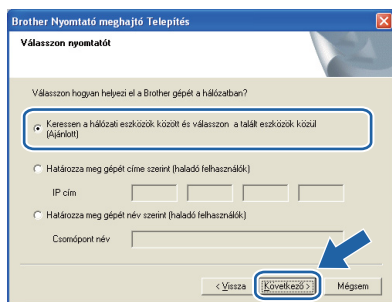 Brother Nyomtató meghajtó Telepítés
Válasszon nyomtatót
Válasszon hogyan helyezi el a Brother gépét a hálózatban?
Keressen a hálózati eszközök között és válasszon a talált eszközök közül
(Ajánlott)
Határozza meg gépét címe szerint (haladó felhasználók)
IP cím
Határozza meg gépét név szerint (haladó felhasználók)
Csomópont név
< Vissza
Következő >
Mégsem